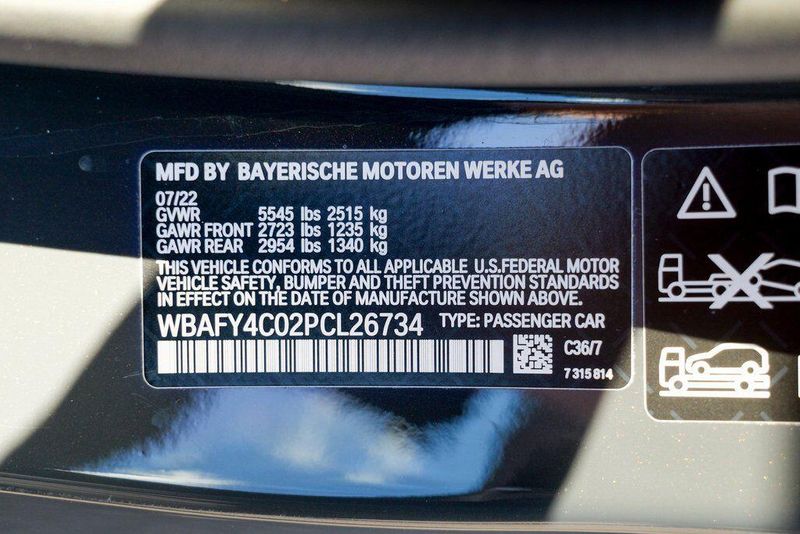 MFD BY BAYERISCHE MOTOREN WERKE AG
07/22
GVWR 5545 lbs 2515 kg
GAWR FRONT 2723 lbs 1235 kg
GAWR REAR 2954 lbs 1340 kg
THIS VEHICLE CONFORMS TO ALL APPLICABLE U.S.FEDERAL MOTOR
VEHICLE SAFETY, BUMPER AND THEFT PREVENTION STANDARDS
IN EFFECT ON THE DATE OF MANUFACTURE SHOWN ABOVE.
WBAFY4C02PCL26734 TYPE: PASSENGER CAR
C36/7
7 315 814